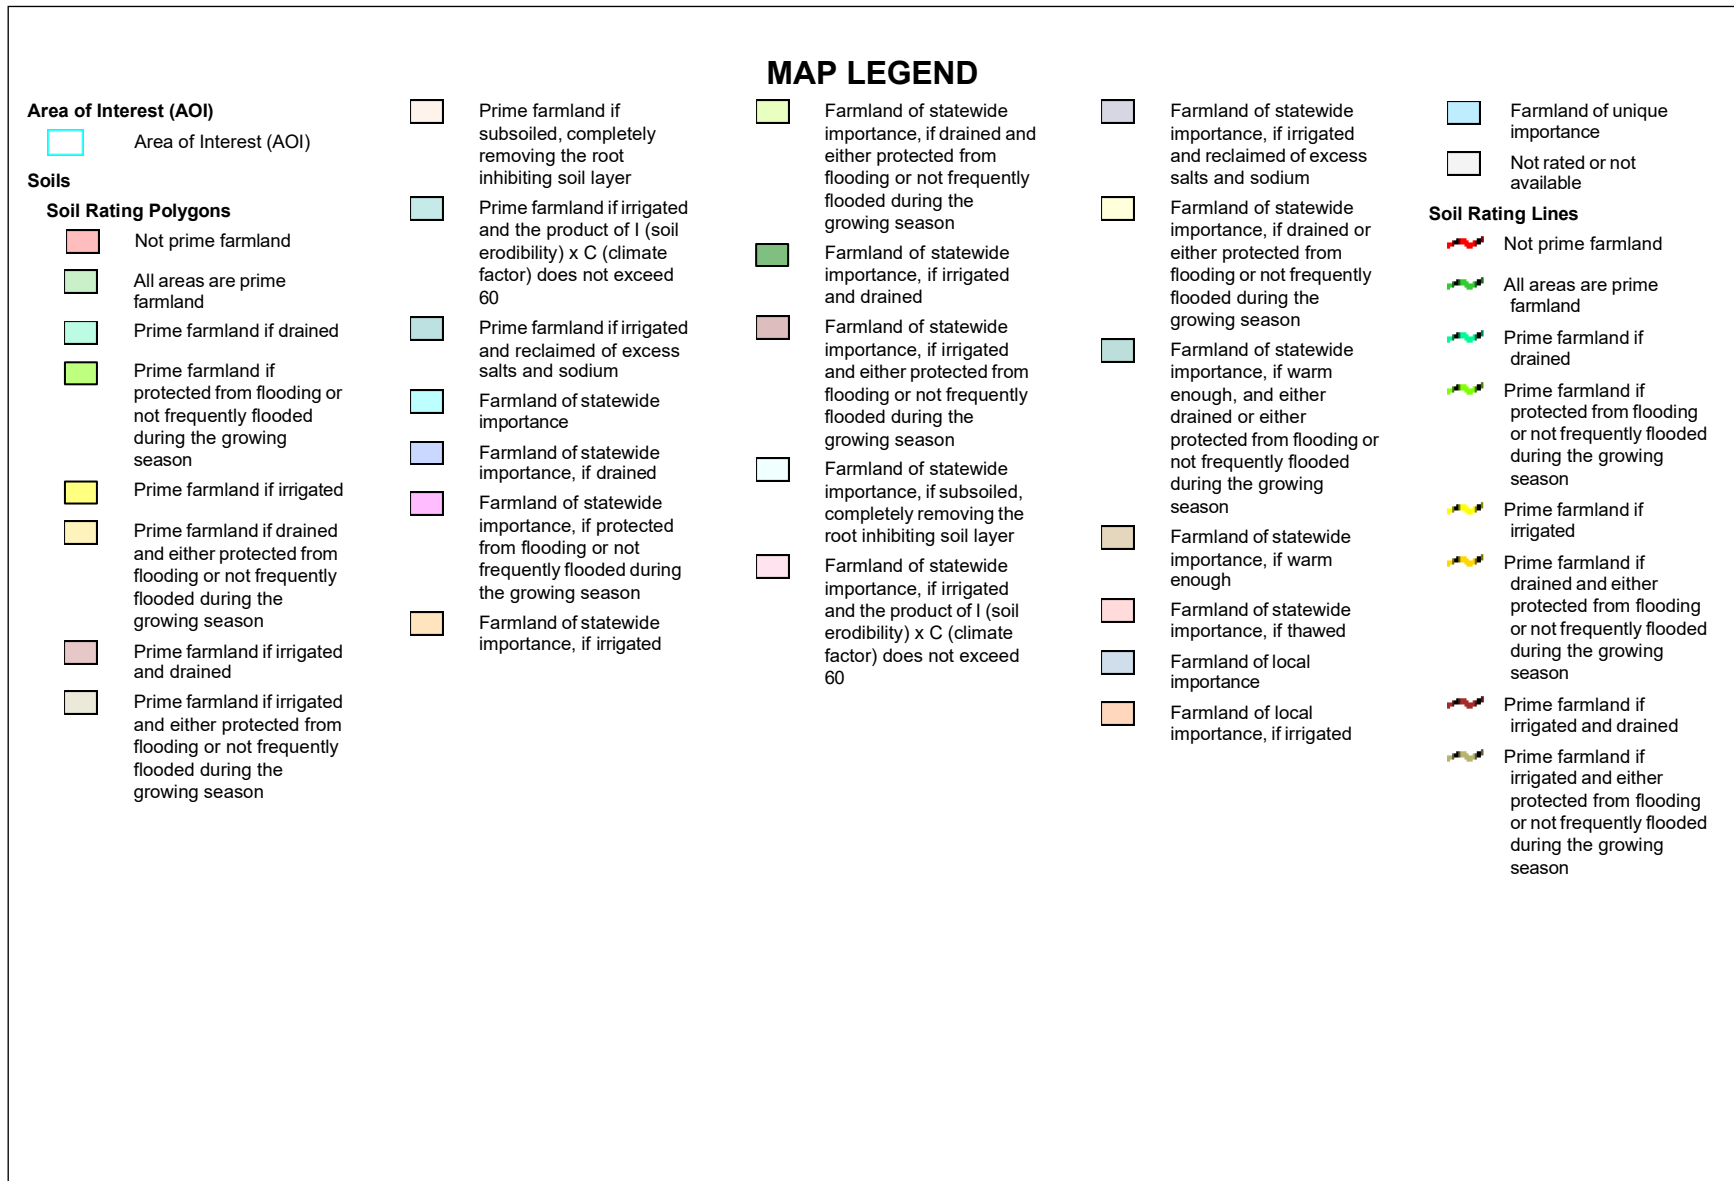 MAP LEGEND
Area of Interest (AOI)
Area of Interest (AOI)
Soils
Soil Rating Polygons
Not prime farmland
All areas are prime
farmland
Prime farmland if drained
Prime farmland if
protected from flooding or
not frequently flooded
during the growing
season
Prime farmland if irrigated
Prime farmland if drained
and either protected from
flooding or not frequently
flooded during the
growing season
Prime farmland if irrigated
and drained
Prime farmland if irrigated
and either protected from
flooding or not frequently
flooded during the
growing season
Prime farmland if
subsoiled, completely
removing the root
inhibiting soil layer
Prime farmland if irrigated
and the product of I (soil
erodibility) x C (climate
factor) does not exceed
60
Prime farmland if irrigated
and reclaimed of excess
salts and sodium
Farmland of statewide
importance
Farmland of statewide
importance, if drained
Farmland of statewide
importance, if protected
from flooding or not
frequently flooded during
the growing season
Farmland of statewide
importance, if irrigated
Farmland of statewide
importance, if drained and
either protected from
flooding or not frequently
flooded during the
growing season
Farmland of statewide
importance, if irrigated
and drained
Farmland of statewide
importance, if irrigated
and either protected from
flooding or not frequently
flooded during the
growing season
Farmland of statewide
importance, if subsoiled,
completely removing the
root inhibiting soil layer
Farmland of statewide
importance, if irrigated
and the product of I (soil
erodibility) x C (climate
factor) does not exceed
60
Farmland of statewide
importance, if irrigated
and reclaimed of excess
salts and sodium
Farmland of statewide
importance, if drained or
either protected from
flooding or not frequently
flooded during the
growing season
Farmland of statewide
importance, if warm
enough, and either
drained or either
protected from flooding or
not frequently flooded
during the growing
season
Farmland of statewide
importance, if warm
enough
Farmland of statewide
importance, if thawed
Farmland of local
importance
Farmland of local
importance, if irrigated
Farmland of unique
importance
Not rated or not
available
Soil Rating Lines
Not prime farmland
All areas are prime
farmland
Prime farmland if
drained
Prime farmland if
protected from flooding
or not frequently flooded
during the growing
season
Prime farmland if
irrigated
Prime farmland if
drained and either
protected from flooding
or not frequently flooded
during the growing
season
Prime farmland if
irrigated and drained
Prime farmland if
irrigated and either
protected from flooding
or not frequently flooded
during the growing
season